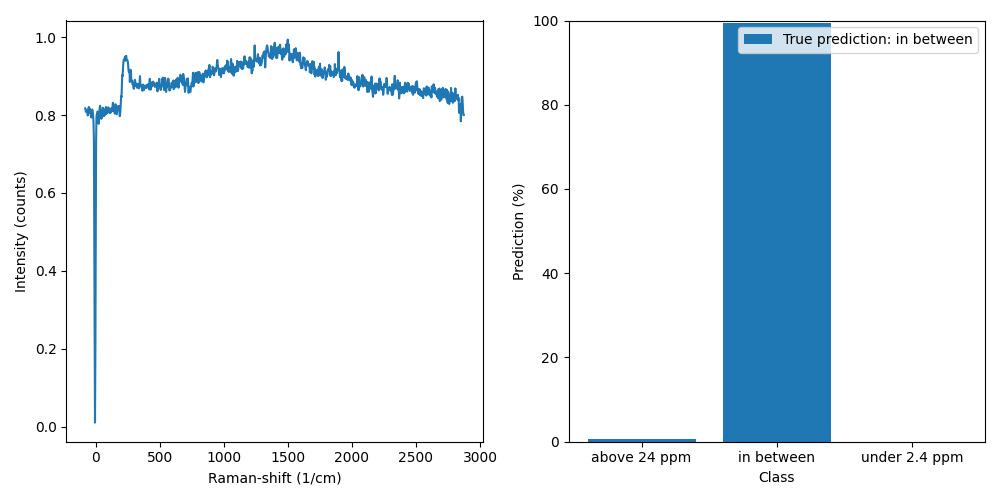 1.0
0.8
0.6
0.4
0.2
0.0
Intensity (counts)
0
500
1000
1500
2000
2500
3000
Raman-shift (1/cm)
100
80
60
40
20
0
Prediction (%)
True prediction: in between
above 24 ppm
in between
under 2.4 ppm
Class